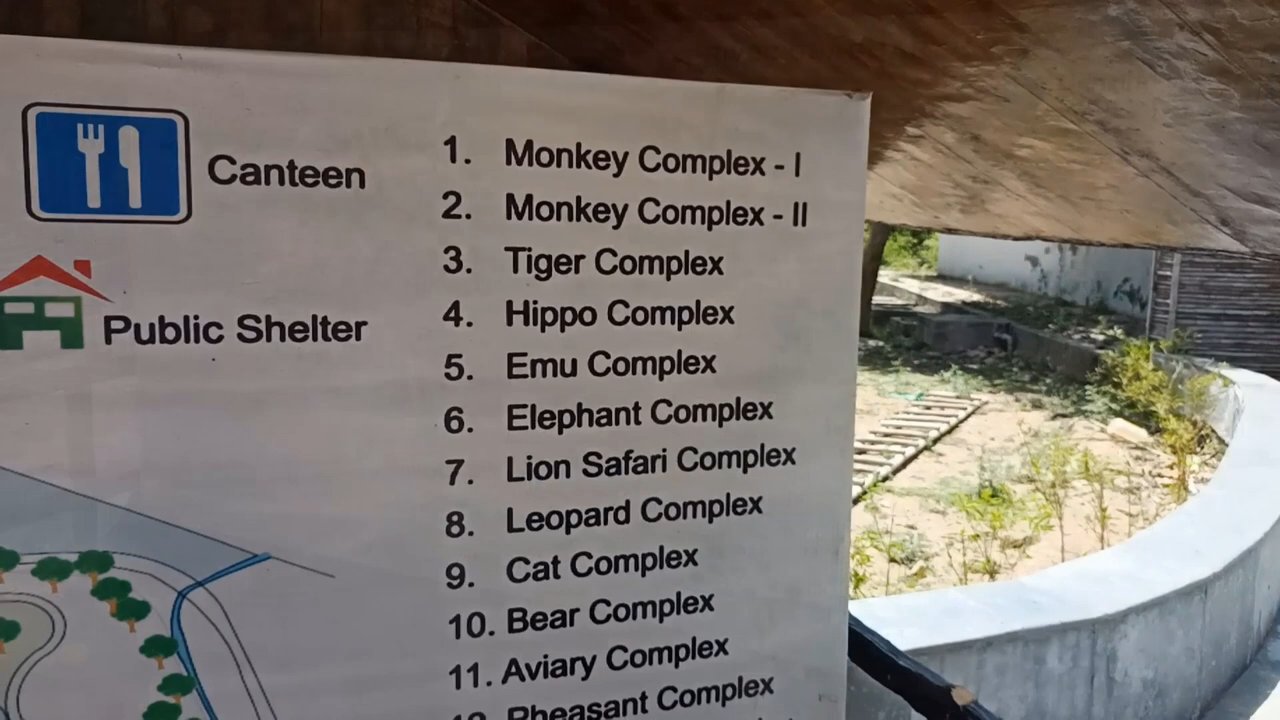 Canteen
Public Shelter
1. Monkey Complex - I
2. Monkey Complex - II
3. Tiger Complex
4. Hippo Complex
5. Emu Complex
6. Elephant Complex
7. Lion Safari Complex
8. Leopard Complex
9. Cat Complex
10. Bear Complex
11. Aviary Complex
12. Pheasant Complex